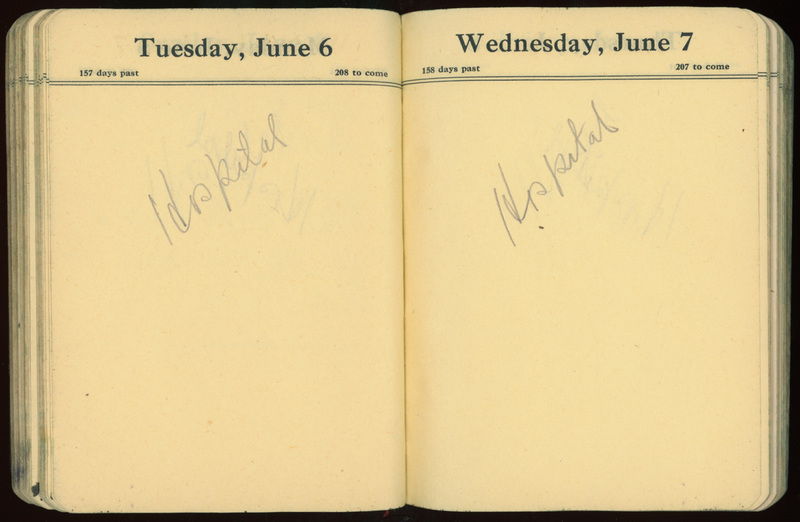 Tuesday, June 6
157 days past 208 to come
Hospital
Wednesday, June 7
158 days past 207 to come
Hospital